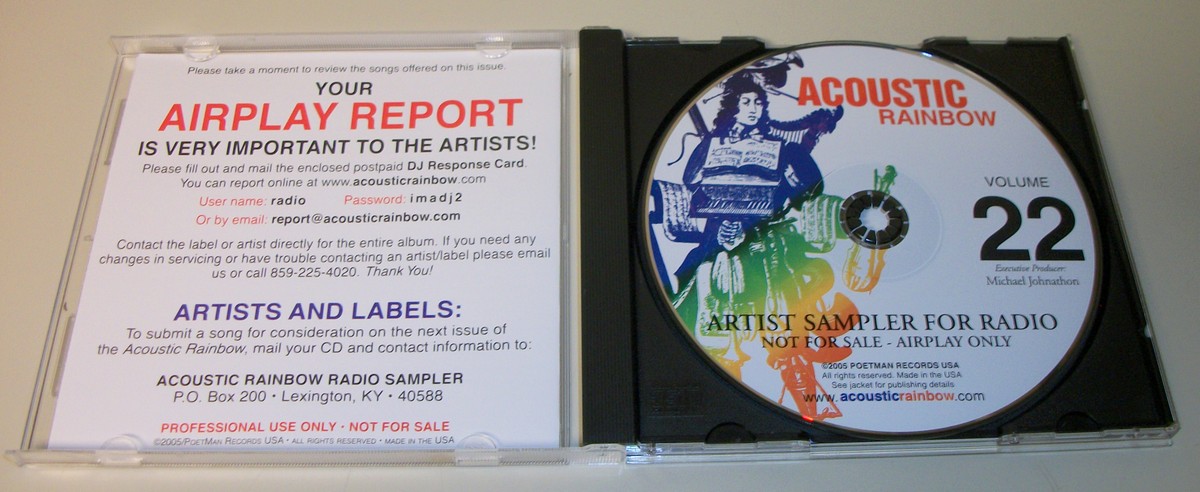 Please take a moment to review the songs offered on this issue.
YOUR
AIRPLAY REPORT
IS VERY IMPORTANT TO THE ARTISTS!
Please fill out and mail the enclosed postpaid DJ Response Card.
You can report online at www.acousticrainbow.com
User name: radio Password: imadj2
Or by email: report@acousticrainbow.com
Contact the label or artist directly for the entire album. If you need any
changes in servicing or have trouble contacting an artist/label please email
us or call 859-225-4020. Thank You!
ARTISTS AND LABELS:
To submit a song for consideration on the next issue of
the Acoustic Rainbow, mail your CD and contact information to:
ACOUSTIC RAINBOW RADIO SAMPLER
P.O. Box 200 • Lexington, KY • 40588
PROFESSIONAL USE ONLY • NOT FOR SALE
©2005/POETMAN RECORDS USA • ALL RIGHTS RESERVED • MADE IN THE USA
ACOUSTIC
RAINBOW
VOLUME
22
Executive Producer:
Michael Johnathon
ARTIST SAMPLER FOR RADIO
NOT FOR SALE - AIRPLAY ONLY
©2005 POETMAN RECORDS USA
All rights reserved. Made in the USA
See jacket for publishing details
www.acousticrainbow.com